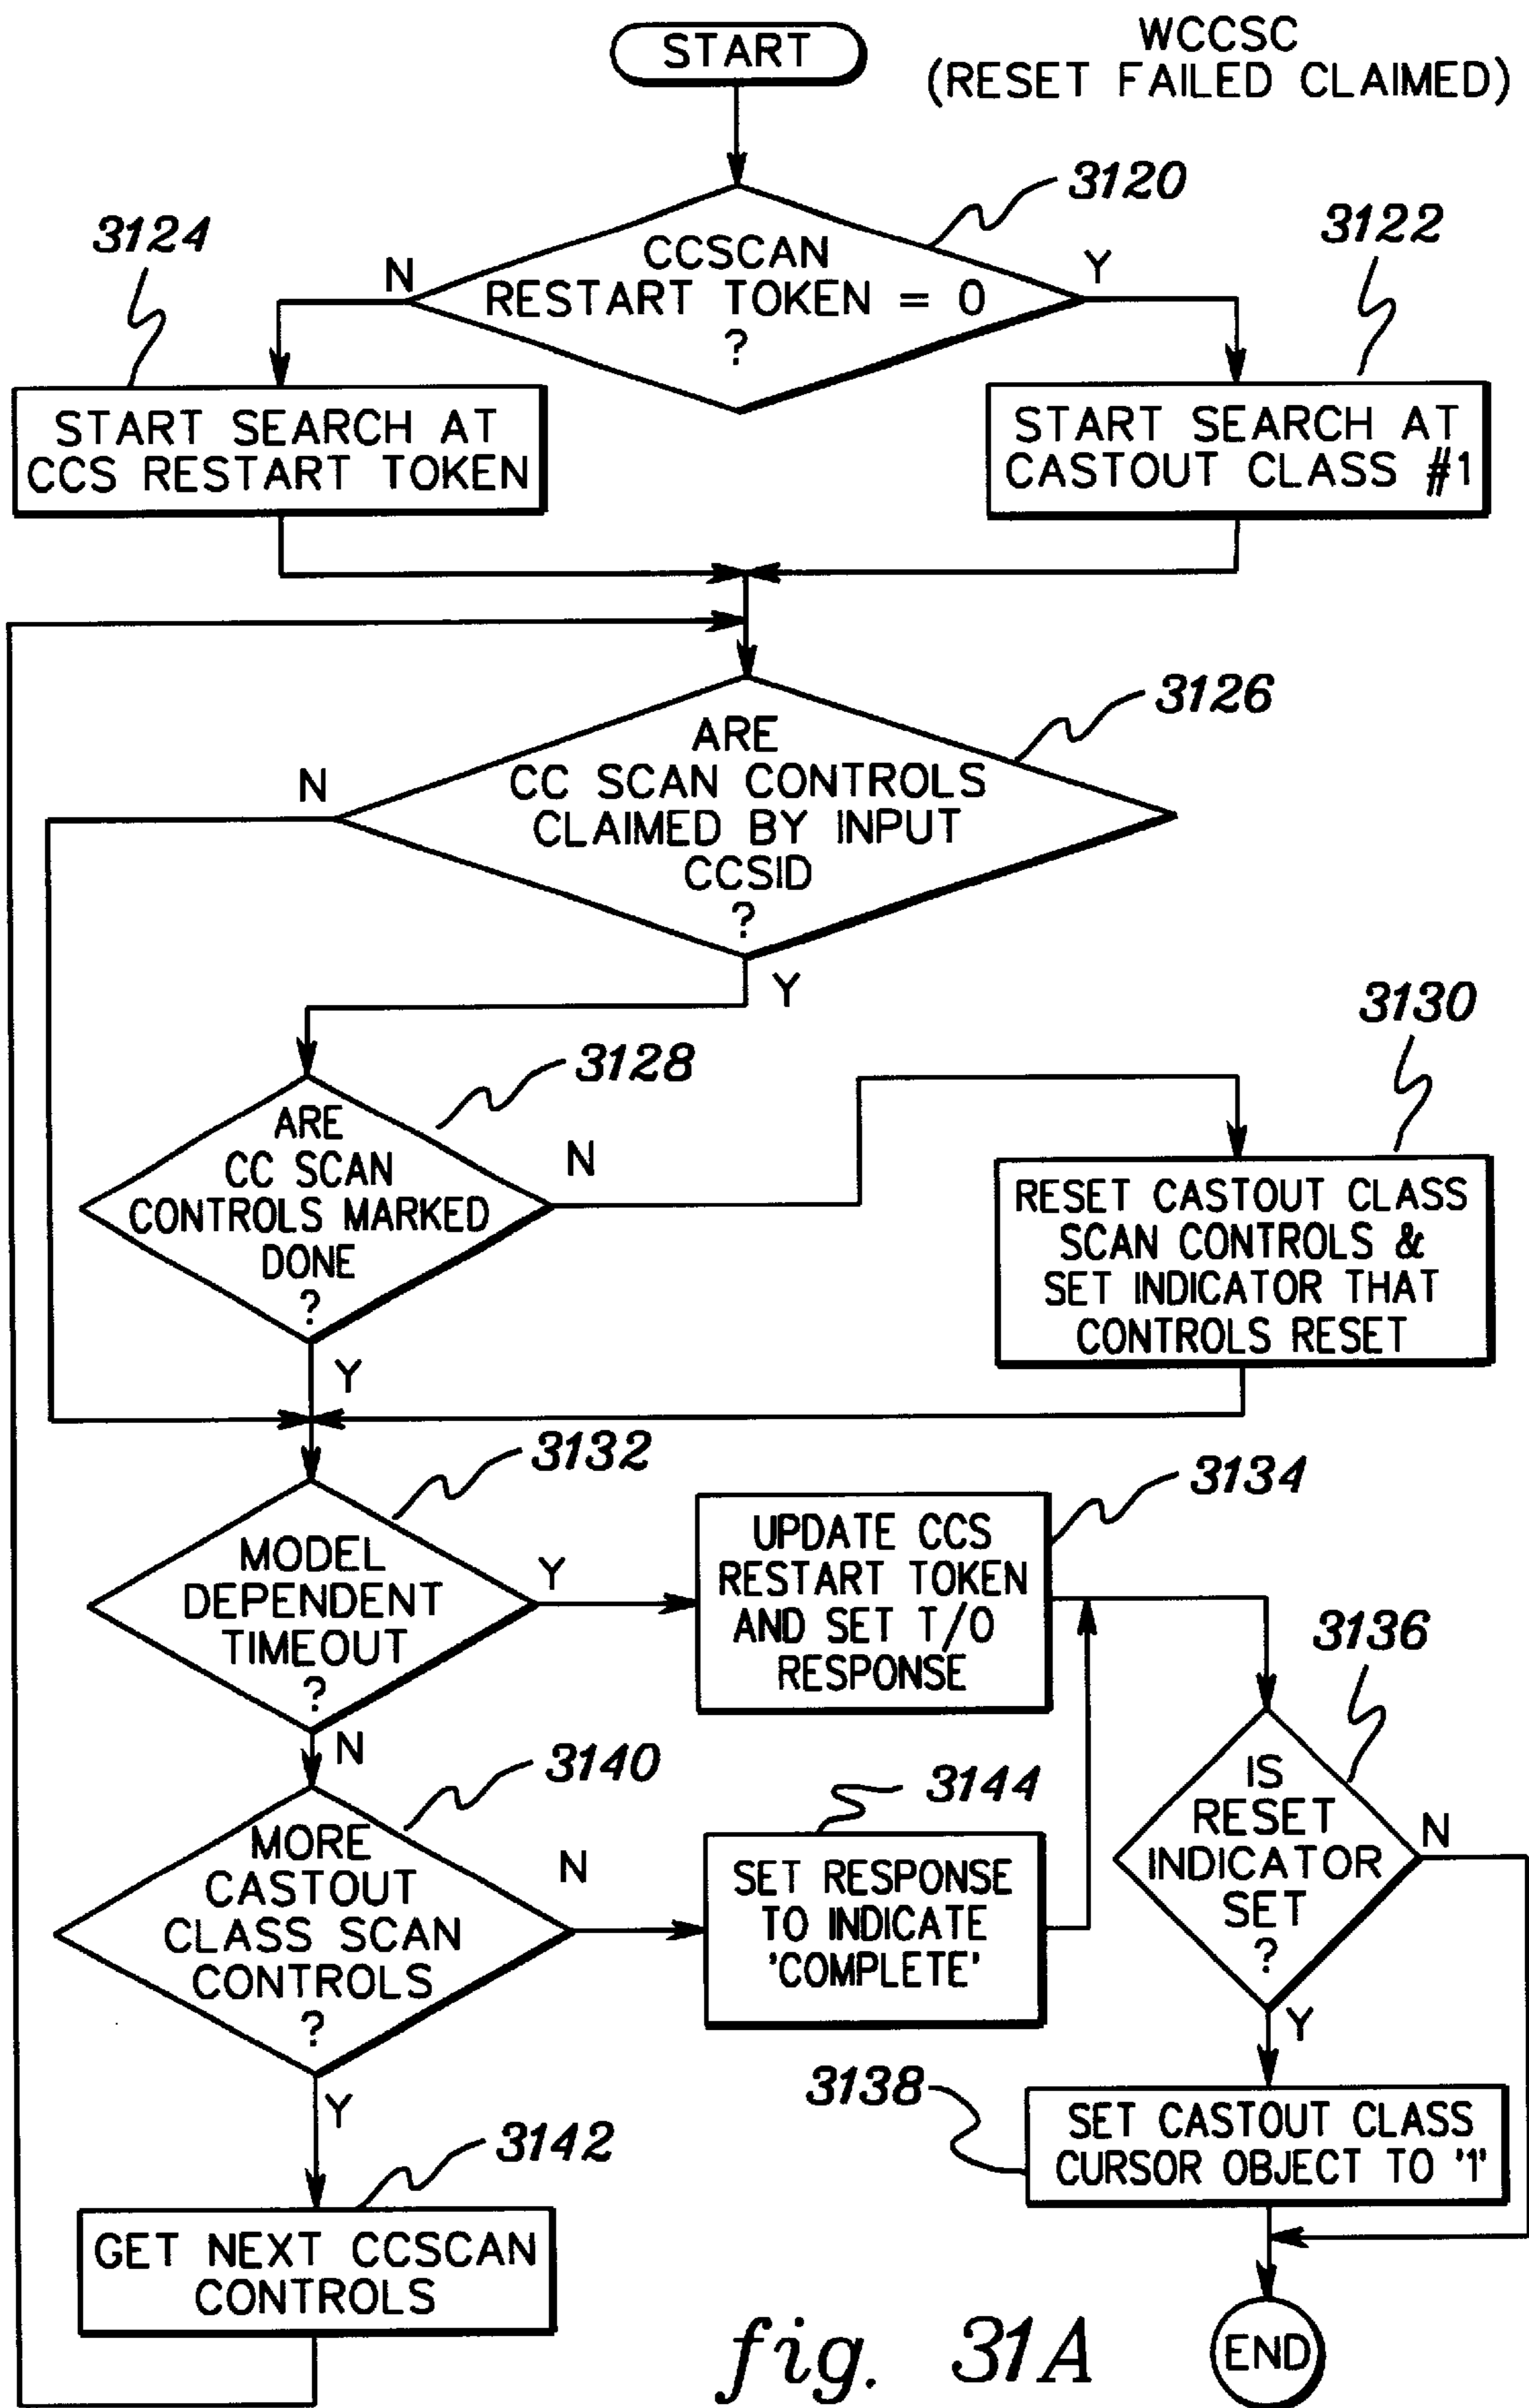 START
WCCSC
(RESET FAILED CLAIMED)
3120
3124
3122
CCSCAN
RESTART TOKEN = 0
?
N
Y
START SEARCH AT
CCS RESTART TOKEN
START SEARCH AT
CASTOUT CLASS #1
3126
ARE
CC SCAN CONTROLS
CLAIMED BY INPUT
CCSID
?
N
Y
3130
3128
ARE
CC SCAN
CONTROLS MARKED
DONE
?
N
Y
RESET CASTOUT CLASS
SCAN CONTROLS &
SET INDICATOR THAT
CONTROLS RESET
3132
3134
MODEL
DEPENDENT
TIMEOUT
?
Y
N
UPDATE CCS
RESTART TOKEN
AND SET T/O
RESPONSE
3136
3140
3144
IS
RESET
INDICATOR
SET
?
N
Y
MORE
CASTOUT
CLASS SCAN
CONTROLS
?
N
Y
SET RESPONSE
TO INDICATE
'COMPLETE'
3138
SET CASTOUT CLASS
CURSOR OBJECT TO '1'
3142
GET NEXT CCSCAN
CONTROLS
END
fig. 31A